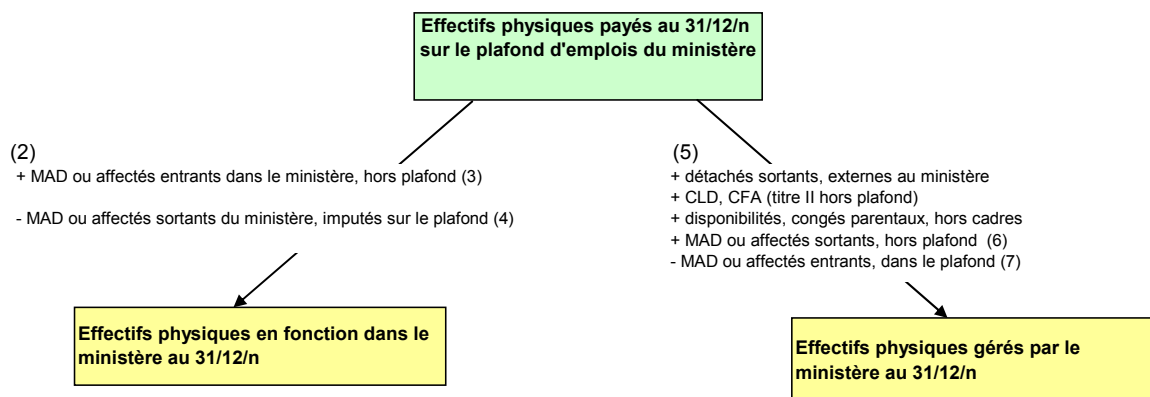 Effectifs physiques payés au 31/12/n
sur le plafond d'emplois du ministère
(2)
+ MAD ou affectés entrants dans le ministère, hors plafond (3)
- MAD ou affectés sortants du ministère, imputés sur le plafond (4)
(5)
+ détachés sortants, externes au ministère
+ CLD, CFA (titre II hors plafond)
+ disponibilités, congés parentaux, hors cadres
+ MAD ou affectés sortants, hors plafond (6)
- MAD ou affectés entrants, dans le plafond (7)
Effectifs physiques en fonction dans le
ministère au 31/12/n
Effectifs physiques gérés par le
ministère au 31/12/n